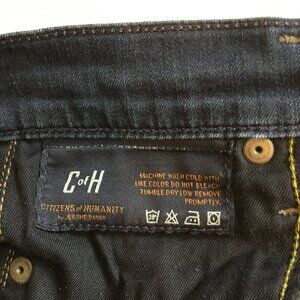 C of H
CITIZENS of HUMANITY
by JEROME DAHAN
MACHINE WASH COLD WITH
LIKE COLOR DO NOT BLEACH
TUMBLE DRY LOW REMOVE
PROMPTLY.